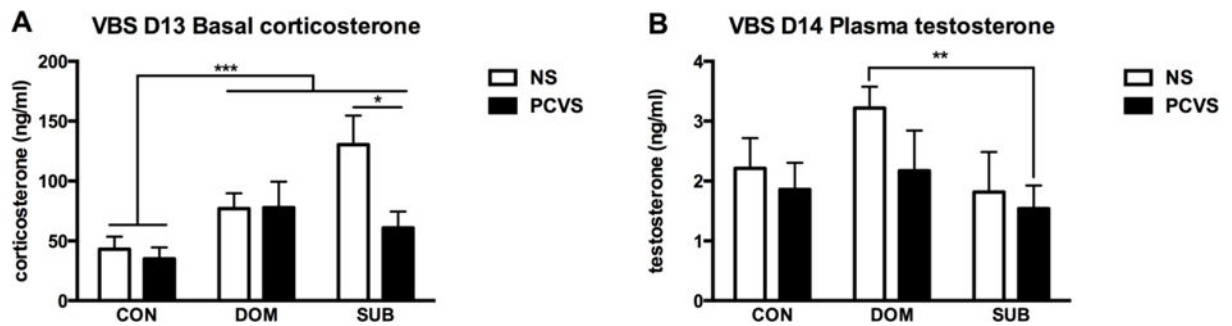 A
VBS D13 Basal corticosterone
corticosterone (ng/ml)
200
150
100
50
0
***
*
CON
DOM
SUB
NS
PCVS
B
VBS D14 Plasma testosterone
testosterone (ng/ml)
4
3
2
1
0
**
CON
DOM
SUB
NS
PCVS